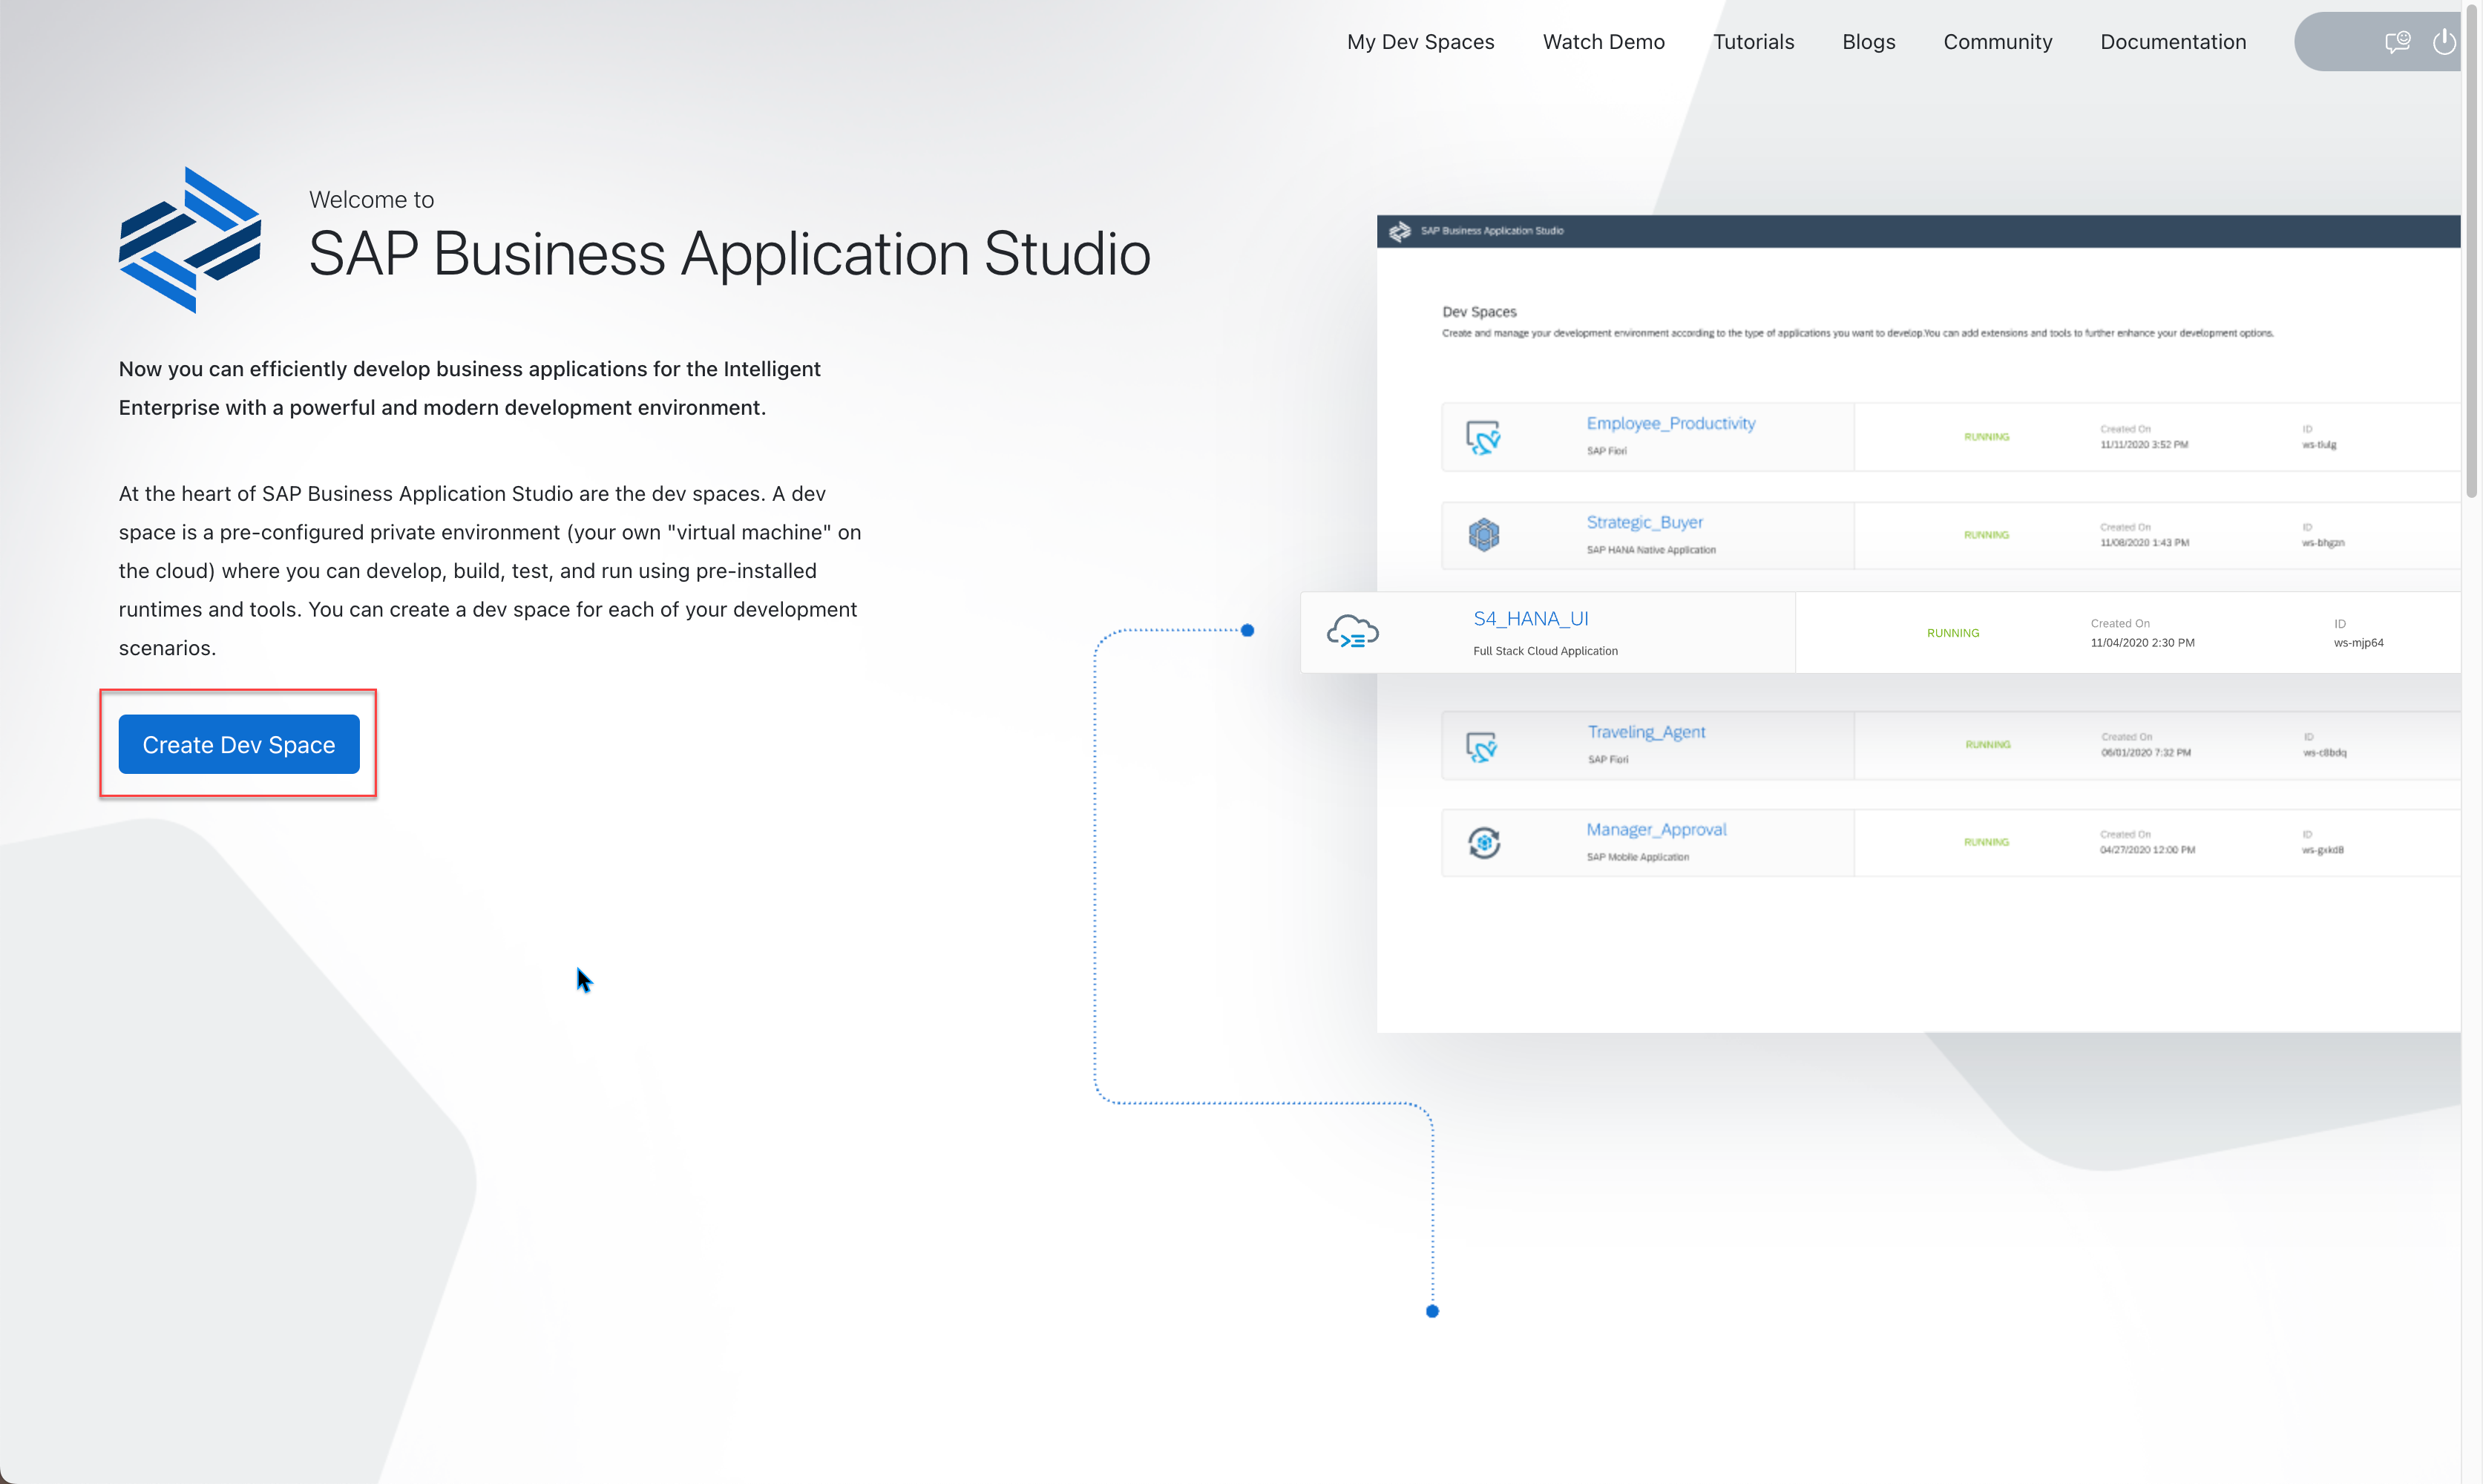 My Dev Spaces Watch Demo Tutorials Blogs Community Documentation
Welcome to
SAP Business Application Studio
Now you can efficiently develop business applications for the Intelligent
Enterprise with a powerful and modern development environment.
At the heart of SAP Business Application Studio are the dev spaces. A dev
space is a pre-configured private environment (your own "virtual machine" on
the cloud) where you can develop, build, test, and run using pre-installed
runtimes and tools. You can create a dev space for each of your development
scenarios.
Create Dev Space
SAP Business Application Studio
Dev Spaces
Create and manage your development environment according to the type of applications you want to develop.You can add extensions and tools to further enhance your development options.
Employee_Productivity
SAP Fiori
RUNNING
Created On
11/11/2020 3:52 PM
ID
Strategic_Buyer
SAP HANA Native Application
RUNNING
Created On
11/08/2020 1:43 PM
ID
ws-bhgzn
S4_HANA_UI
Full Stack Cloud Application
RUNNING
Created On
11/04/2020 2:30 PM
ID
ws-mjp64
Traveling_Agent
SAP Fiori
RUNNING
Created On
06/01/2020 7:32 PM
ID
ws-c8bdq
Manager_Approval
SAP Mobile Application
RUNNING
Created On
04/27/2020 12:00 PM
ID
ws-gxkd8